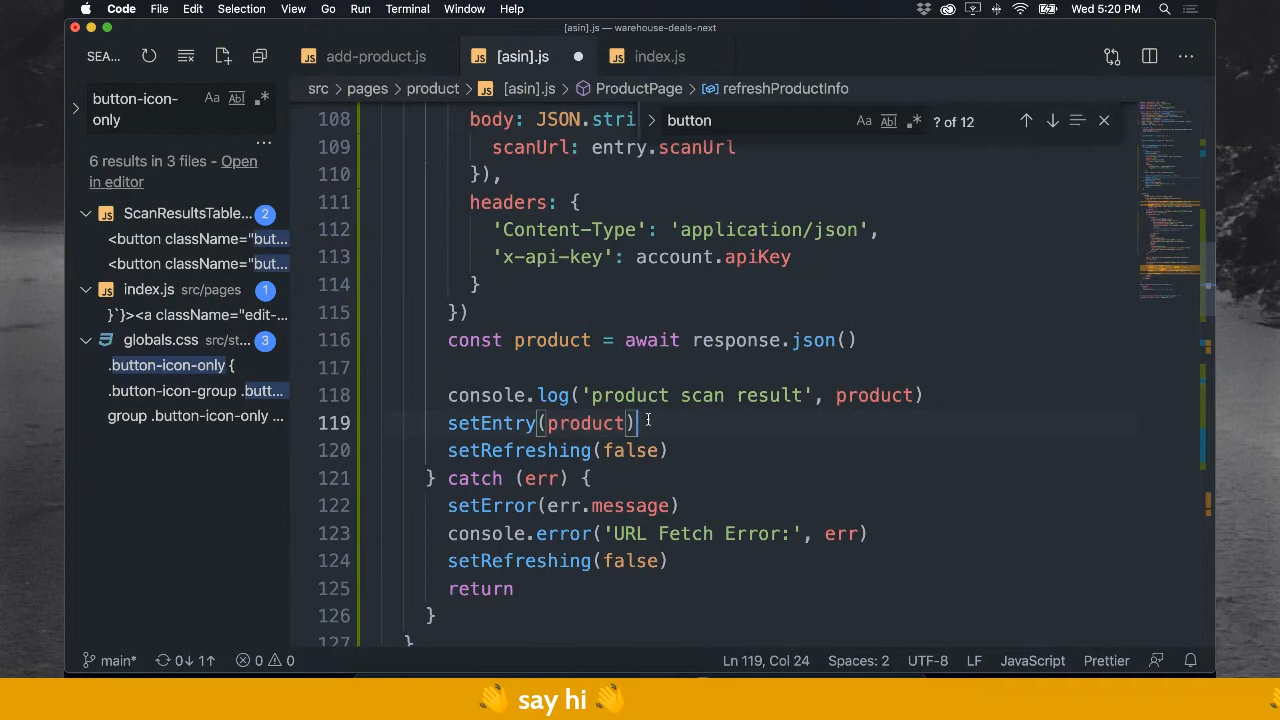 Code File Edit Selection View Go Run Terminal Window Help Wed 5:20 PM
[asin].js — warehouse-deals-next
SEA... add-product.js [asin].js index.js
src > pages > product > [asin].js > ProductPage > refreshProductInfo
button-icon-
only
Aa Ab
button Aa Ab ? of 12
...
6 results in 3 files - Open
in editor
ScanResultsTable... 2
<button className="but...
<button className="but...
index.js src/pages 1
}`}><a className="edit-...
globals.css src/st... 3
.button-icon-only {
.button-icon-group .butt...
group .button-icon-only ...
108 body: JSON.stri
109 scanUrl: entry.scanUrl
110 }),
111 headers: {
112 'Content-Type': 'application/json',
113 'x-api-key': account.apiKey
114 }
115 })
116 const product = await response.json()
117
118 console.log('product scan result', product)
119 setEntry(product)
120 setRefreshing(false)
121 } catch (err) {
122 setError(err.message)
123 console.error('URL Fetch Error:', err)
124 setRefreshing(false)
125 return
126 }
127 }
main* 0↓ 1↑ 0 0 Ln 119, Col 24 Spaces: 2 UTF-8 LF JavaScript Prettier
👋 say hi 👋